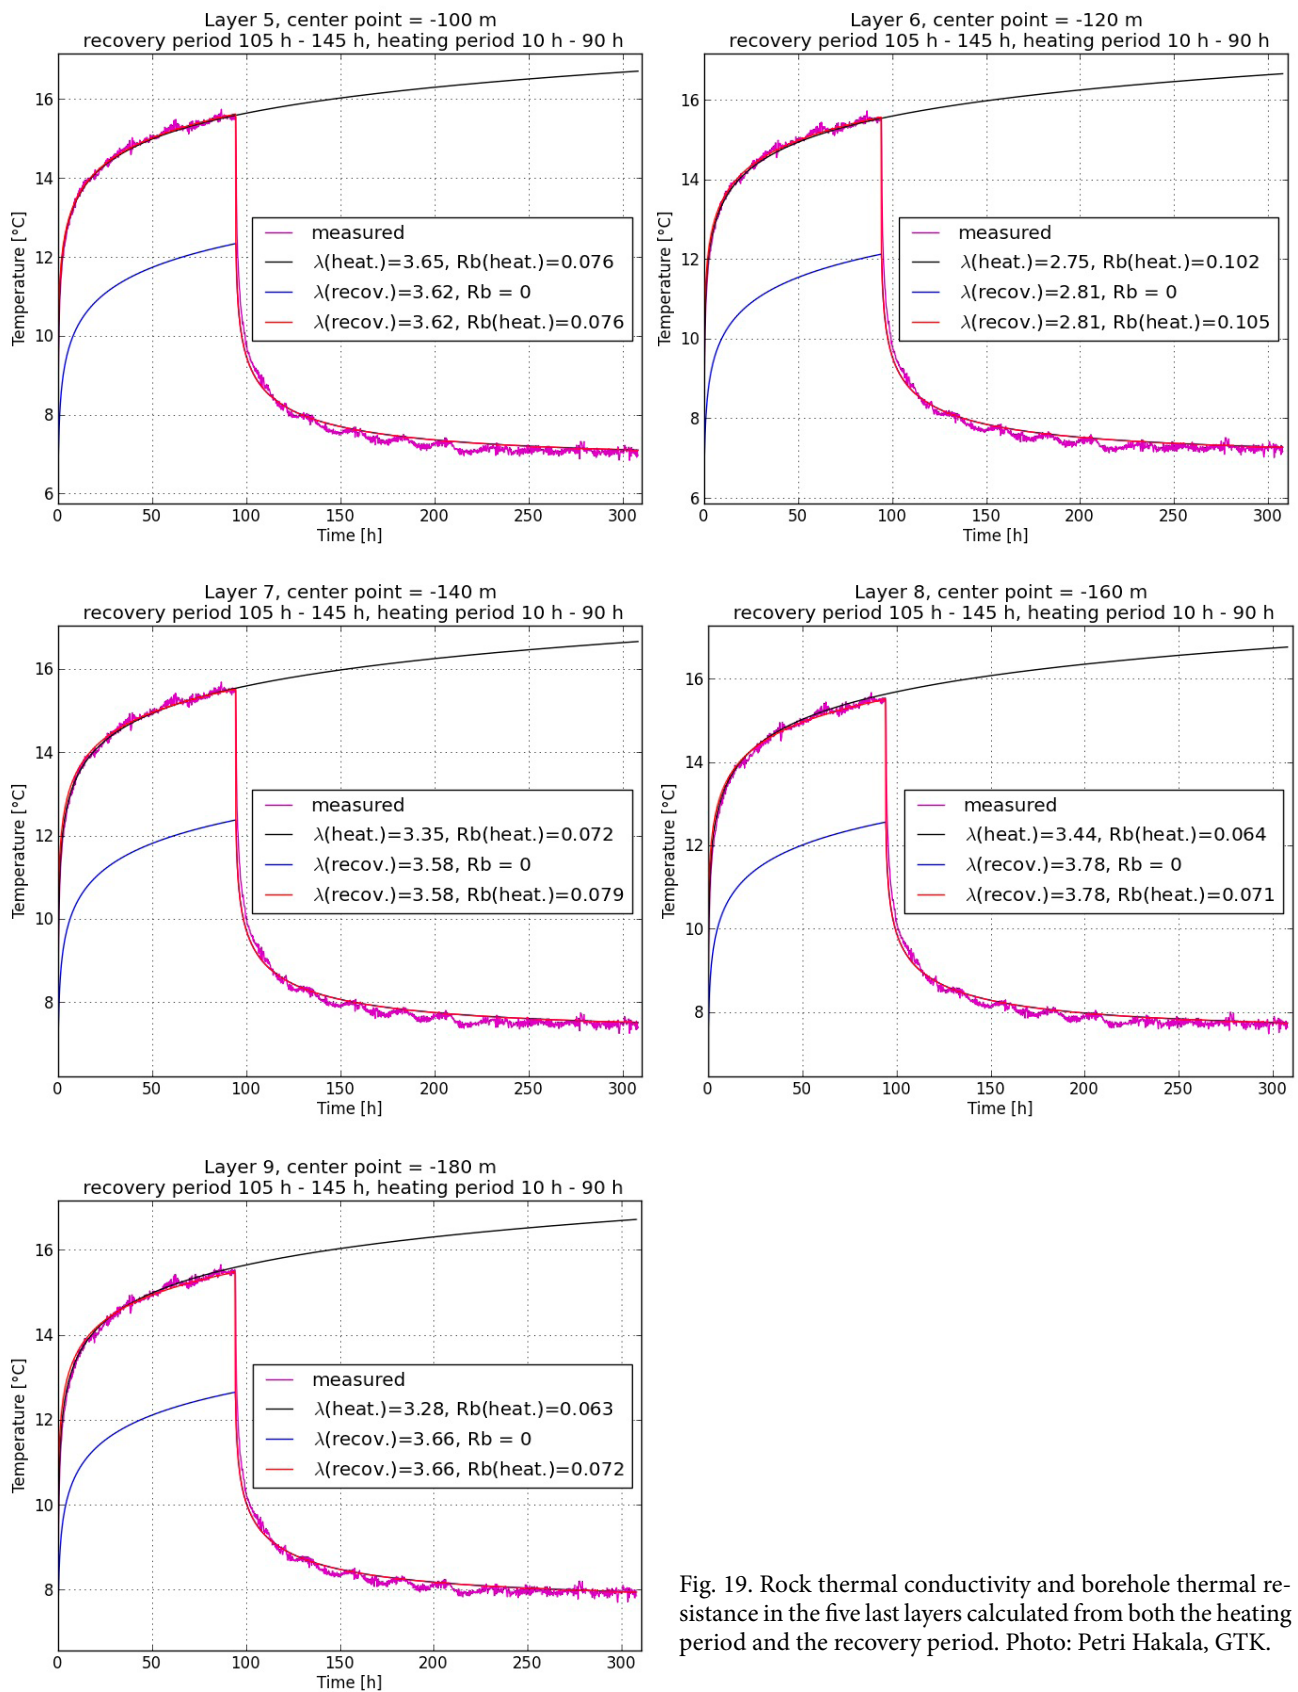 Layer 5, center point = -100 m
recovery period 105 h - 145 h, heating period 10 h - 90 h
Temperature [°C]
16
14
12
10
8
6
measured
λ(heat.)=3.65, Rb(heat.)=0.076
λ(recov.)=3.62, Rb = 0
λ(recov.)=3.62, Rb(heat.)=0.076
0 50 100 150 200 250 300
Time [h]
Layer 6, center point = -120 m
recovery period 105 h - 145 h, heating period 10 h - 90 h
Temperature [°C]
16
14
12
10
8
6
measured
λ(heat.)=2.75, Rb(heat.)=0.102
λ(recov.)=2.81, Rb = 0
λ(recov.)=2.81, Rb(heat.)=0.105
0 50 100 150 200 250 300
Time [h]
Layer 7, center point = -140 m
recovery period 105 h - 145 h, heating period 10 h - 90 h
Temperature [°C]
16
14
12
10
8
measured
λ(heat.)=3.35, Rb(heat.)=0.072
λ(recov.)=3.58, Rb = 0
λ(recov.)=3.58, Rb(heat.)=0.079
0 50 100 150 200 250 300
Time [h]
Layer 8, center point = -160 m
recovery period 105 h - 145 h, heating period 10 h - 90 h
Temperature [°C]
16
14
12
10
8
measured
λ(heat.)=3.44, Rb(heat.)=0.064
λ(recov.)=3.78, Rb = 0
λ(recov.)=3.78, Rb(heat.)=0.071
0 50 100 150 200 250 300
Time [h]
Layer 9, center point = -180 m
recovery period 105 h - 145 h, heating period 10 h - 90 h
Temperature [°C]
16
14
12
10
8
measured
λ(heat.)=3.28, Rb(heat.)=0.063
λ(recov.)=3.66, Rb = 0
λ(recov.)=3.66, Rb(heat.)=0.072
0 50 100 150 200 250 300
Time [h]
Fig. 19. Rock thermal conductivity and borehole thermal re-
sistance in the five last layers calculated from both the heating
period and the recovery period. Photo: Petri Hakala, GTK.